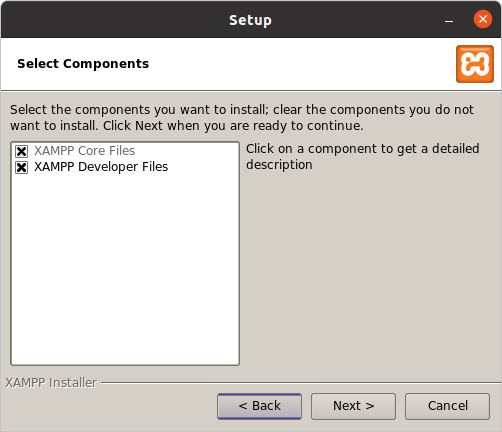 Setup
Select Components
Select the components you want to install; clear the components you do not
want to install. Click Next when you are ready to continue.
XAMPP Core Files
XAMPP Developer Files
Click on a component to get a detailed
description
XAMPP Installer
< Back
Next >
Cancel